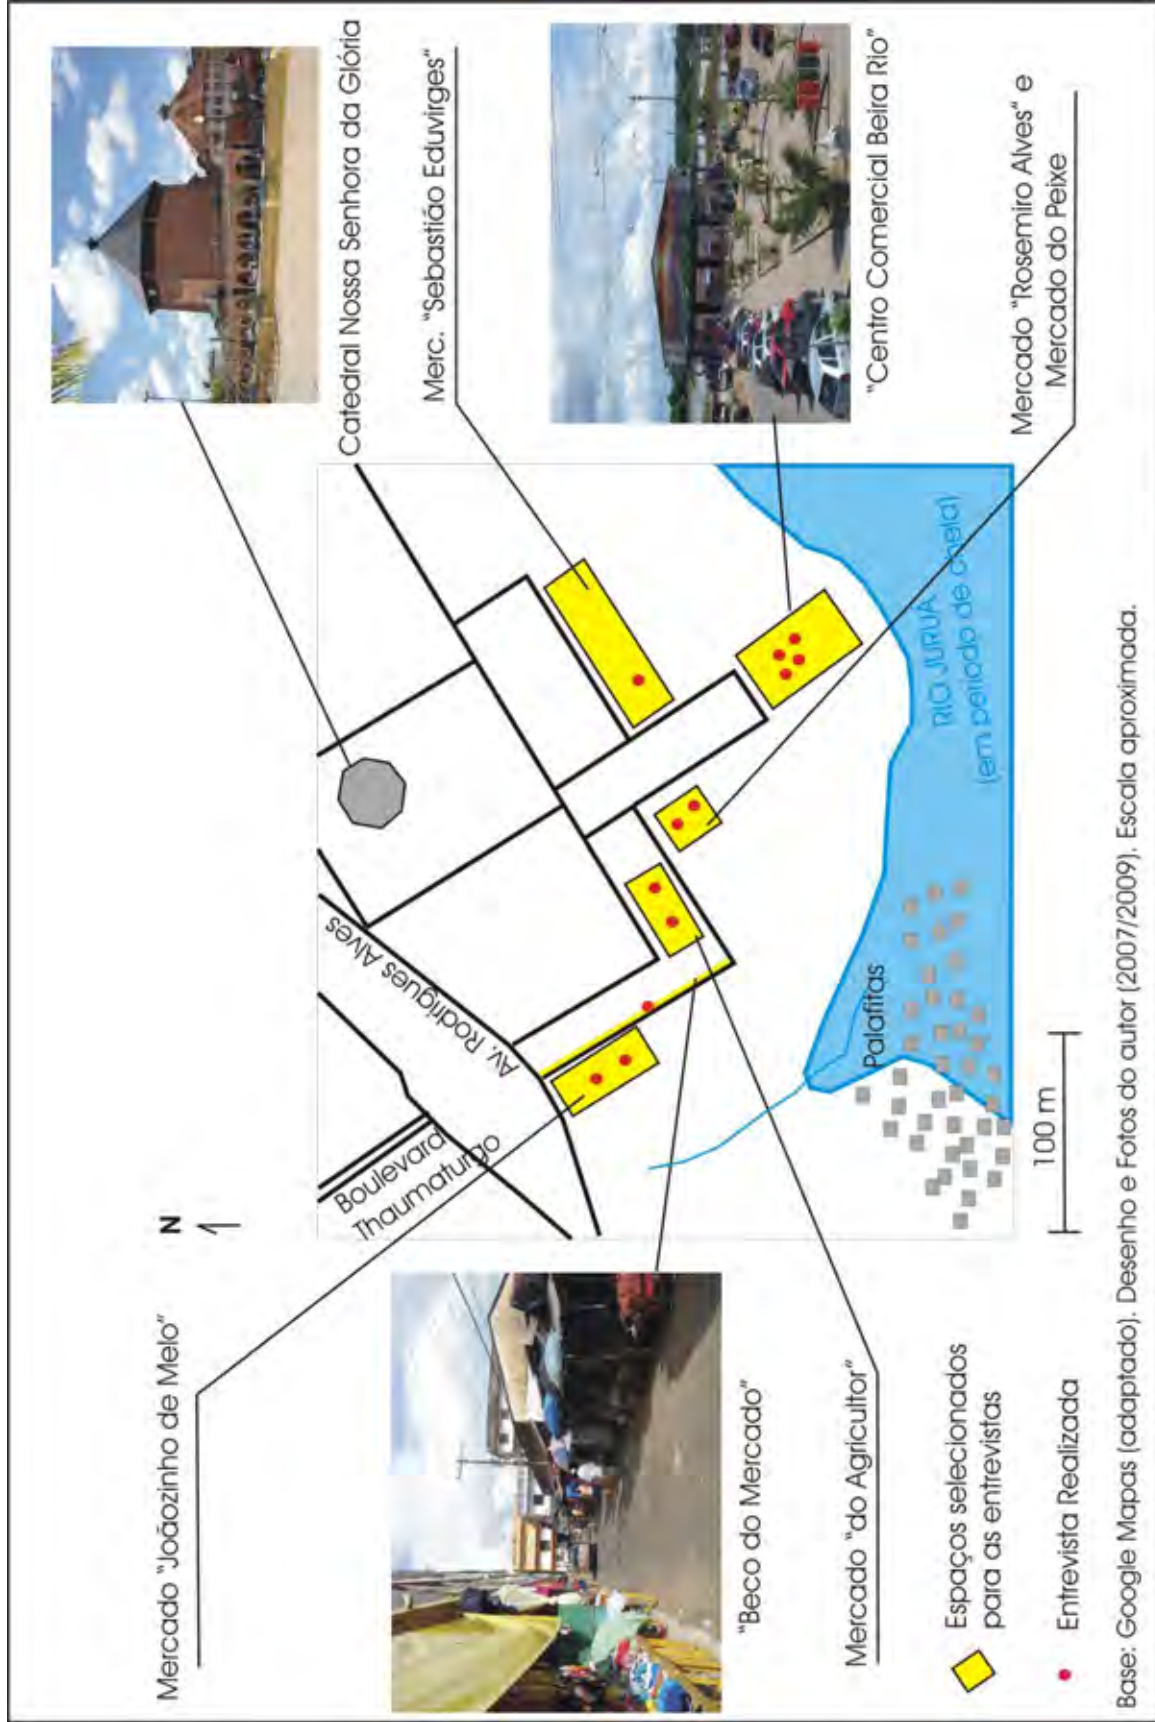 Catedral Nossa Senhora da Glória
Merc. "Sebastião Eduvirges"
"Centro Comercial Beira Rio"
Mercado "Rosemiro Alves" e
Mercado do Peixe
N
Av. Rodrigues Alves
Boulevard
Thaumaturgo
RIO JURUÁ
(em período de cheia)
Palafitas
100 m
Mercado "Joãozinho de Melo"
"Beco do Mercado"
Mercado "do Agricultor"
Espaços selecionados
para as entrevistas
Entrevista Realizada
Base: Google Mapas (adaptado). Desenho e Fotos do autor (2007/2009). Escala aproximada.